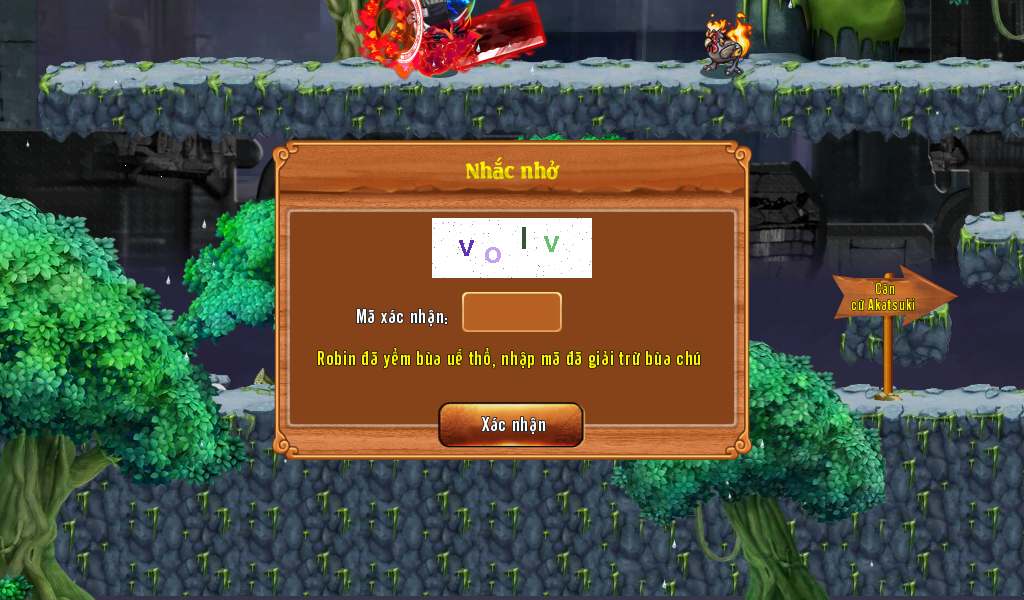 Nhắc nhở
v o l v
Mã xác nhận:
Robin đã yểm bùa uế thổ, nhập mã đã giải trừ bùa chú
Xác nhận
Căn
cứ Akatsuki